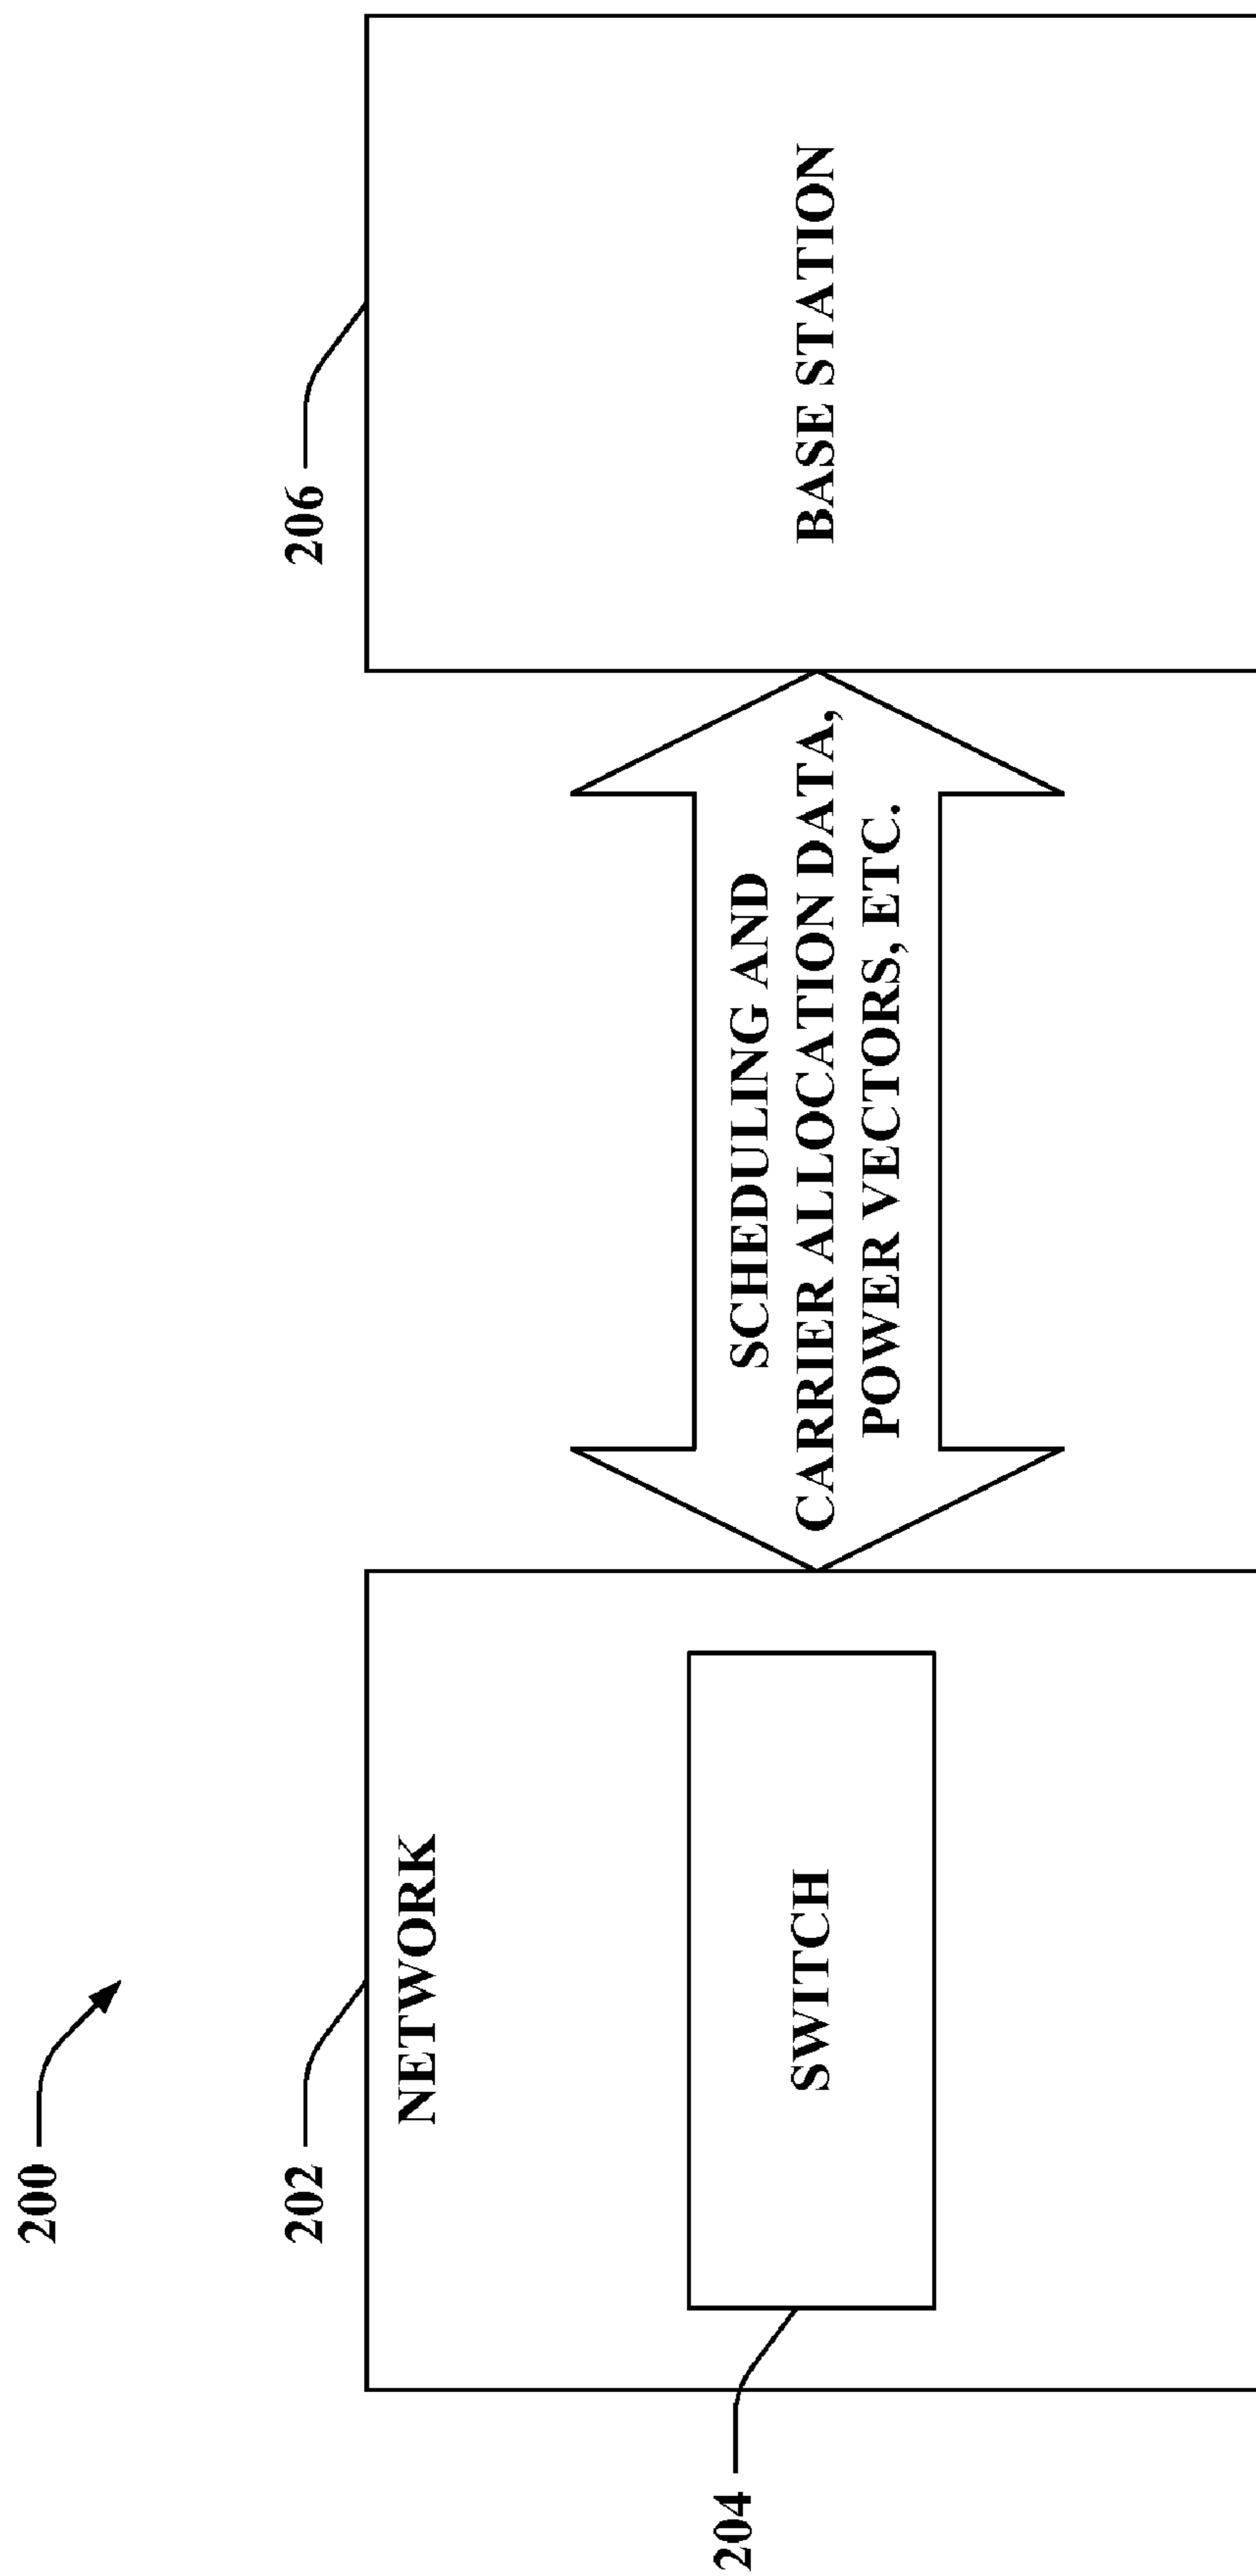 200
202
NETWORK
204
SWITCH
SCHEDULING AND
CARRIER ALLOCATION DATA,
POWER VECTORS, ETC.
206
BASE STATION